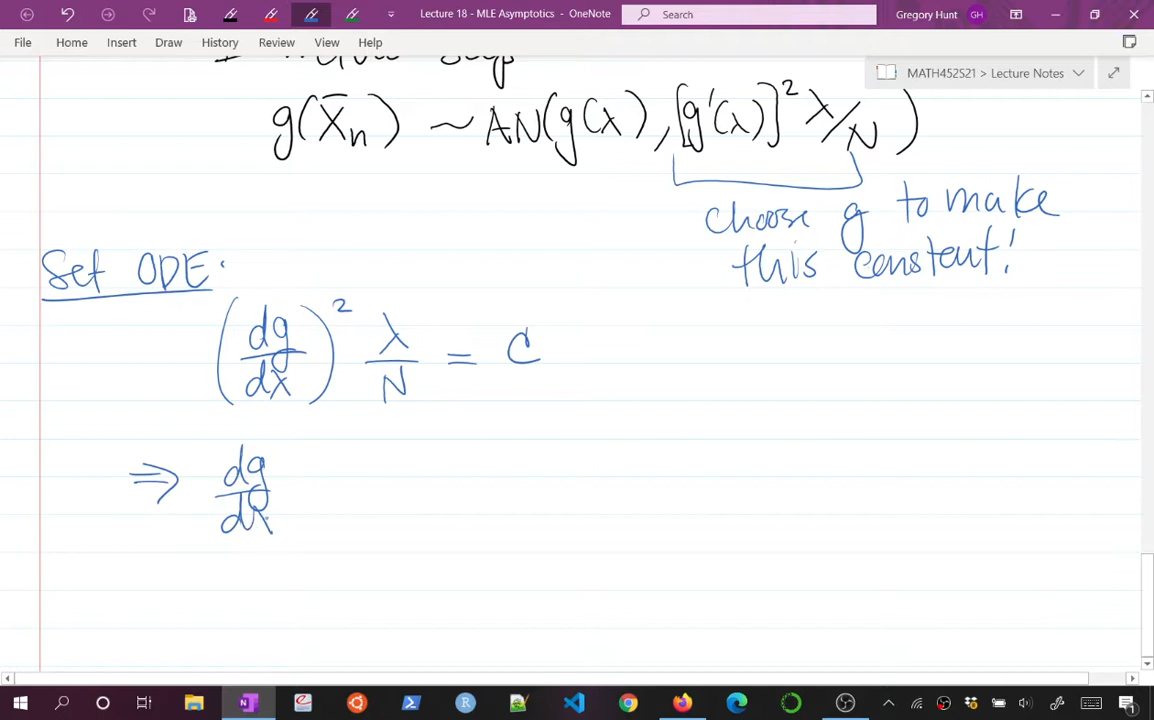 Lecture 18 - MLE Asymptotics - OneNote
Search
Gregory Hunt GH
File Home Insert Draw History Review View Help
MATH452S21 > Lecture Notes
g(X̄n) ~ AN(g(λ), [g'(λ)]² λ/N)
choose g to make
this constant!
Set ODE:
(dg/dλ)² λ/N = C
⇒ dg/dλ